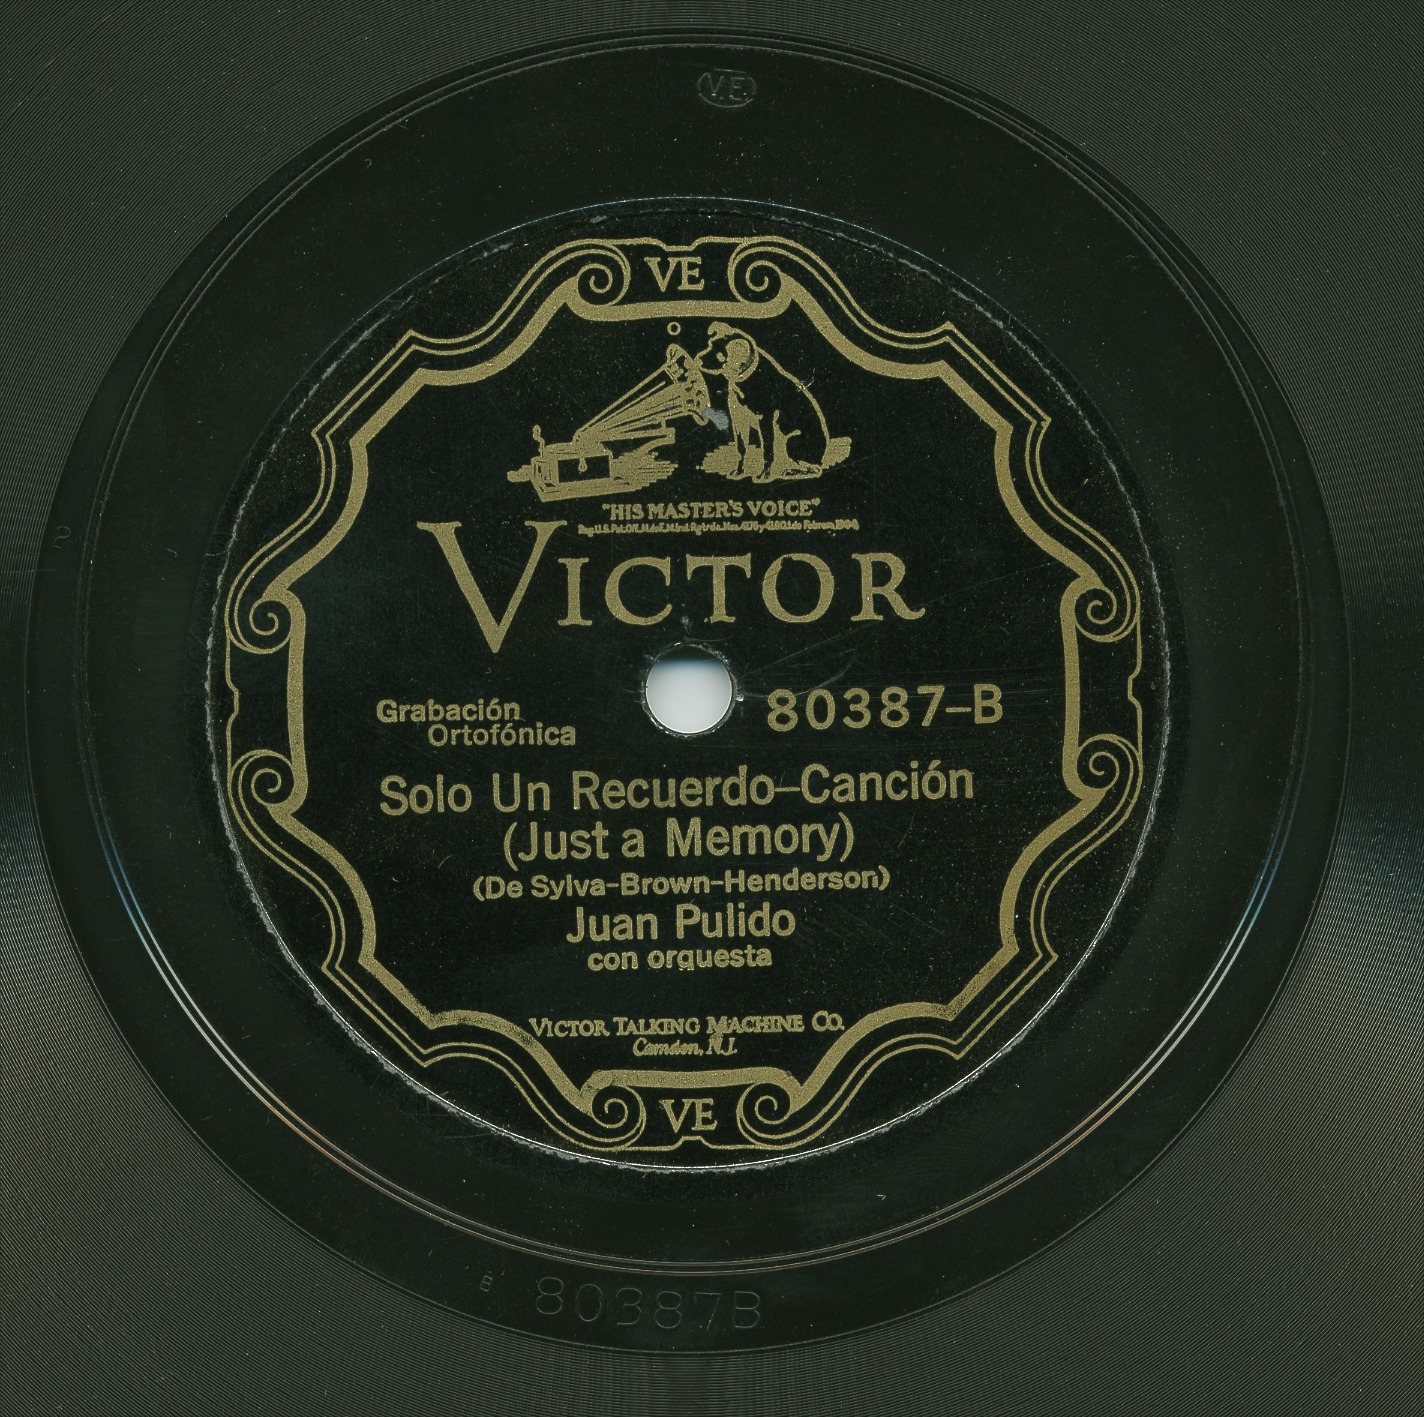 VE
VE
"HIS MASTER'S VOICE"
VICTOR
Grabación
Ortofónica
80387-B
Solo Un Recuerdo-Canción
(Just a Memory)
(De Sylva-Brown-Henderson)
Juan Pulido
con orquesta
VICTOR TALKING MACHINE CO.
Camden, N.J.
VE
B 80387B